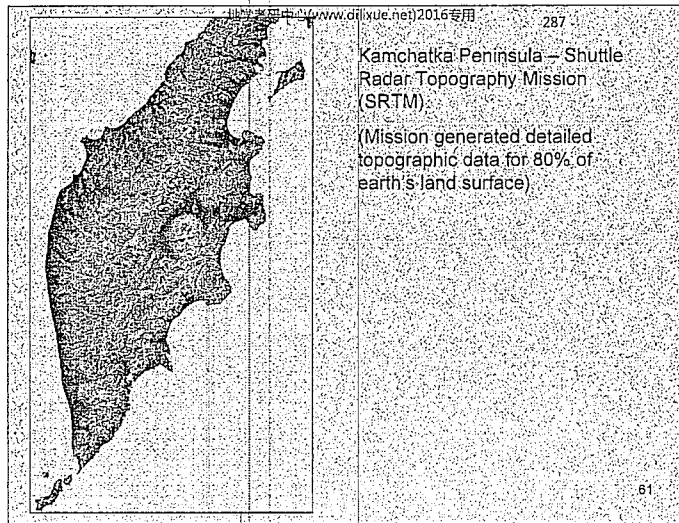 (www.dilixue.net)2016专用
287
Kamchatka Peninsula – Shuttle
Radar Topography Mission
(SRTM)
(Mission generated detailed
topographic data for 80% of
earth's land surface)
61